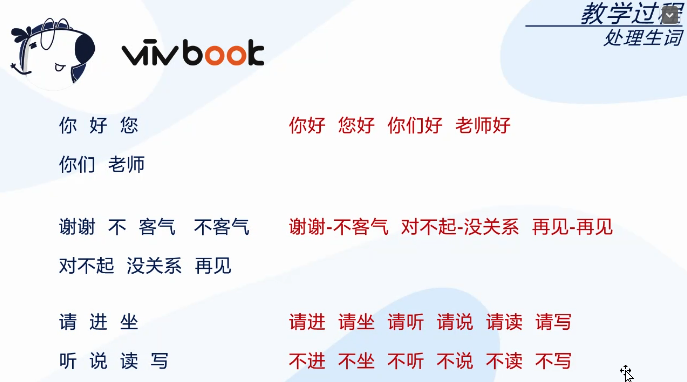 教学过程
处理生词
vivbook
你 好 您 你好 您好 你们好 老师好
你们 老师
谢谢 不 客气 不客气 谢谢-不客气 对不起-没关系 再见-再见
对不起 没关系 再见
请 进 坐 请进 请坐 请听 请说 请读 请写
听 说 读 写 不进 不坐 不听 不说 不读 不写